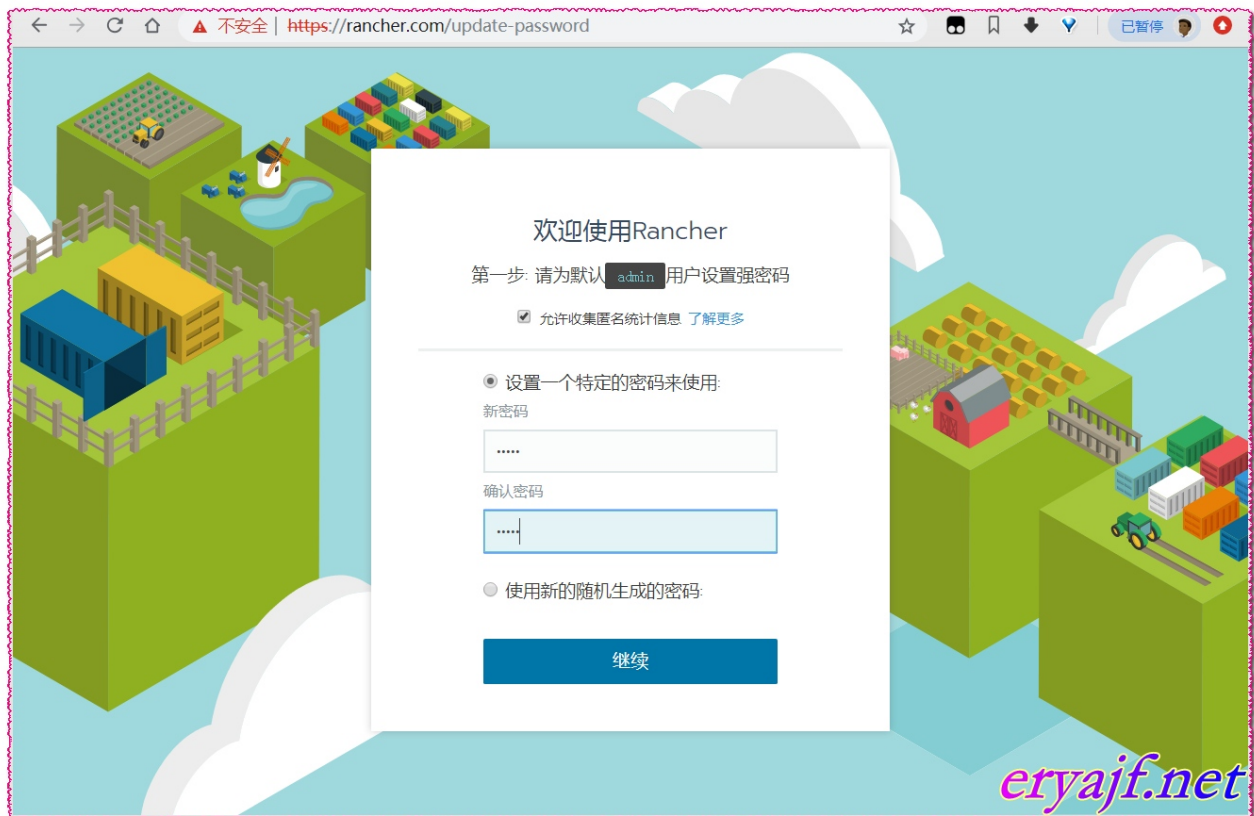 不安全 | https://rancher.com/update-password
已暂停
欢迎使用Rancher
第一步: 请为默认 admin 用户设置强密码
允许收集匿名统计信息 了解更多
设置一个特定的密码来使用:
新密码
•••••
确认密码
•••••
使用新的随机生成的密码:
继续
eryajf.net